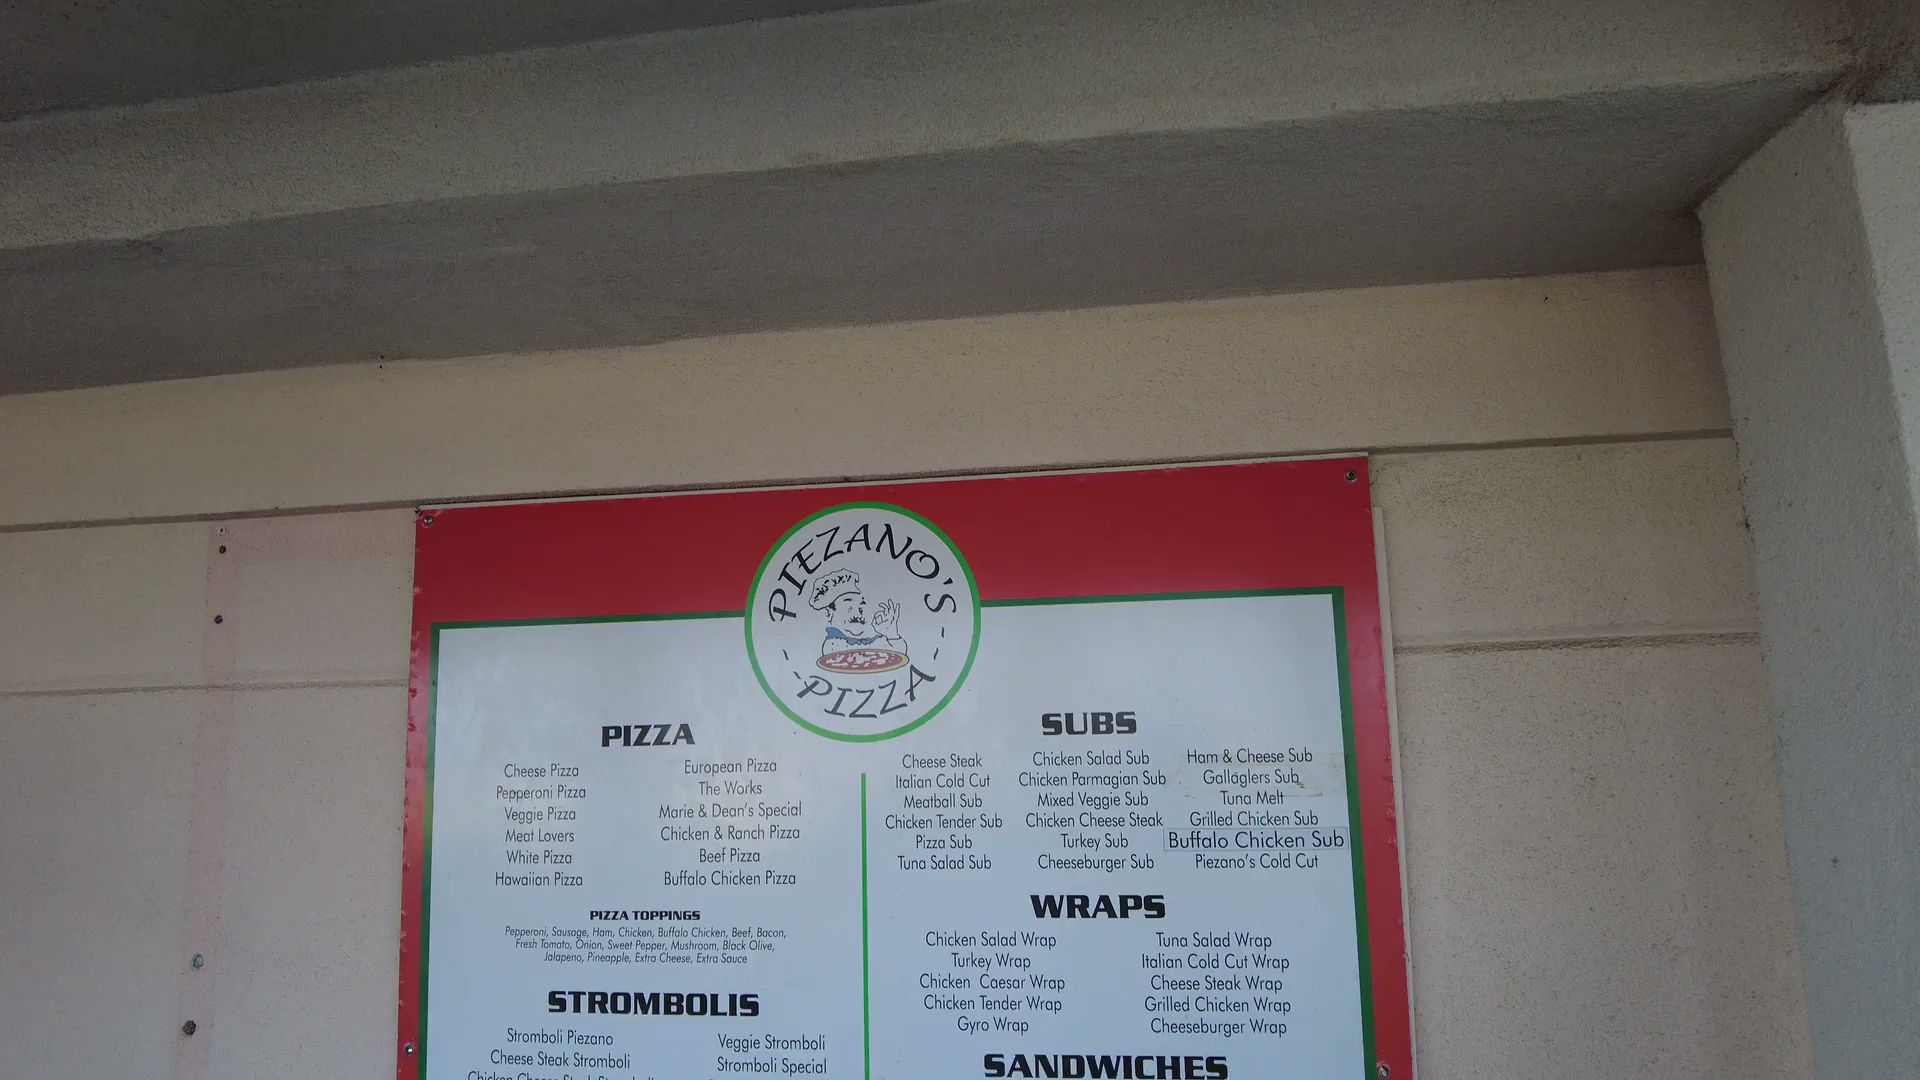 PIEZANO'S
PIZZA
PIZZA
Cheese Pizza
Pepperoni Pizza
Veggie Pizza
Meat Lovers
White Pizza
Hawaiian Pizza
European Pizza
The Works
Marie & Dean's Special
Chicken & Ranch Pizza
Beef Pizza
Buffalo Chicken Pizza
PIZZA TOPPINGS
Pepperoni, Sausage, Ham, Chicken, Buffalo Chicken, Beef, Bacon,
Fresh Tomato, Onion, Sweet Pepper, Mushroom, Black Olive,
Jalapeno, Pineapple, Extra Cheese, Extra Sauce
STROMBOLIS
Stromboli Piezano
Cheese Steak Stromboli
Veggie Stromboli
Stromboli Special
SUBS
Cheese Steak
Italian Cold Cut
Meatball Sub
Chicken Tender Sub
Pizza Sub
Tuna Salad Sub
Chicken Salad Sub
Chicken Parmagian Sub
Mixed Veggie Sub
Chicken Cheese Steak
Turkey Sub
Cheeseburger Sub
Ham & Cheese Sub
Gallaglers Sub
Tuna Melt
Grilled Chicken Sub
Buffalo Chicken Sub
Piezano's Cold Cut
WRAPS
Chicken Salad Wrap
Turkey Wrap
Chicken Caesar Wrap
Chicken Tender Wrap
Gyro Wrap
Tuna Salad Wrap
Italian Cold Cut Wrap
Cheese Steak Wrap
Grilled Chicken Wrap
Cheeseburger Wrap
SANDWICHES